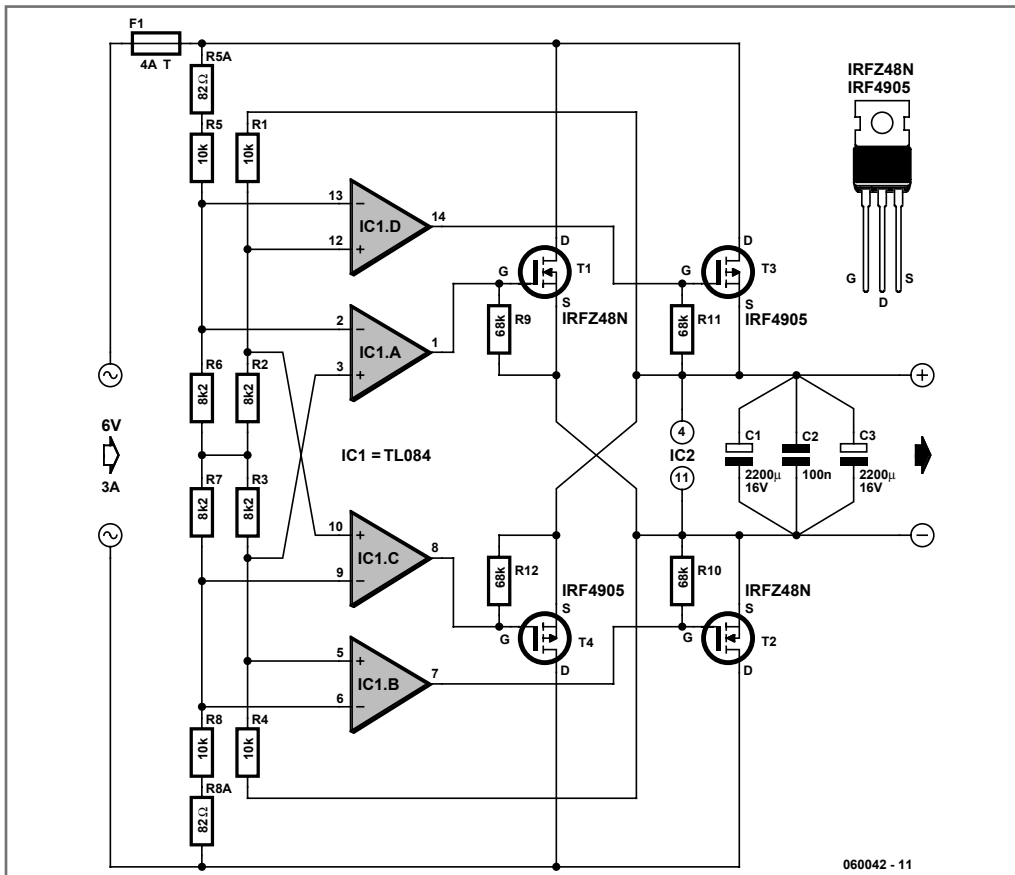 F1
4A T
R5A
82Ω
R5
10k
R1
10k
13
−
12
+
IC1.D
14
2
−
3
+
IC1.A
1
G
D
S
T1
IRFZ48N
R9
68k
G
D
S
T3
IRF4905
R11
68k
IRFZ48N
IRF4905
G
D
S
R6
8k2
R2
8k2
6V
3A
R7
8k2
R3
8k2
IC1 = TL084
4
IC2
11
C1
2200µ
16V
C2
100n
C3
2200µ
16V
+
−
10
+
9
−
IC1.C
8
R12
68k
IRF4905
S
G
T4
D
R10
68k
IRFZ48N
S
G
T2
D
5
+
6
−
IC1.B
7
R8
10k
R4
10k
R8A
82Ω
060042 - 11